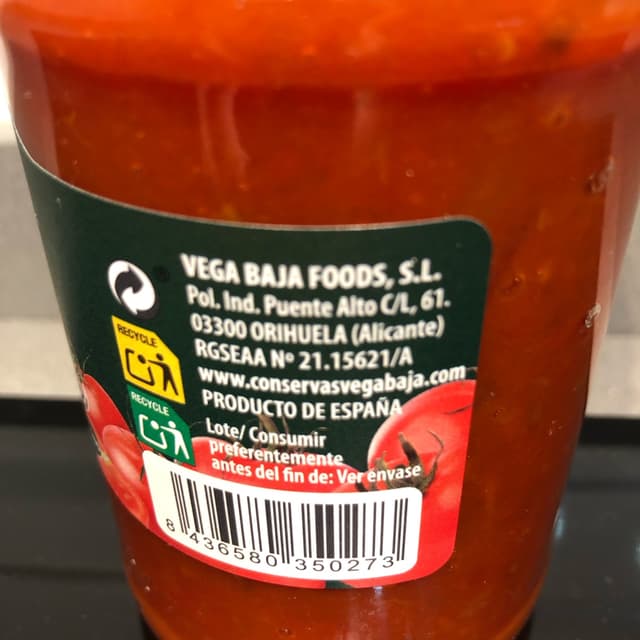 VEGA BAJA FOODS, S.L.
Pol. Ind. Puente Alto C/L, 61.
03300 ORIHUELA (Alicante)
RGSEAA Nº 21.15621/A
www.conservasvegabaja.com
PRODUCTO DE ESPAÑA
RECYCLE
RECYCLE
Lote/ Consumir
preferentemente
antes del fin de: Ver envase
8 436580 350273